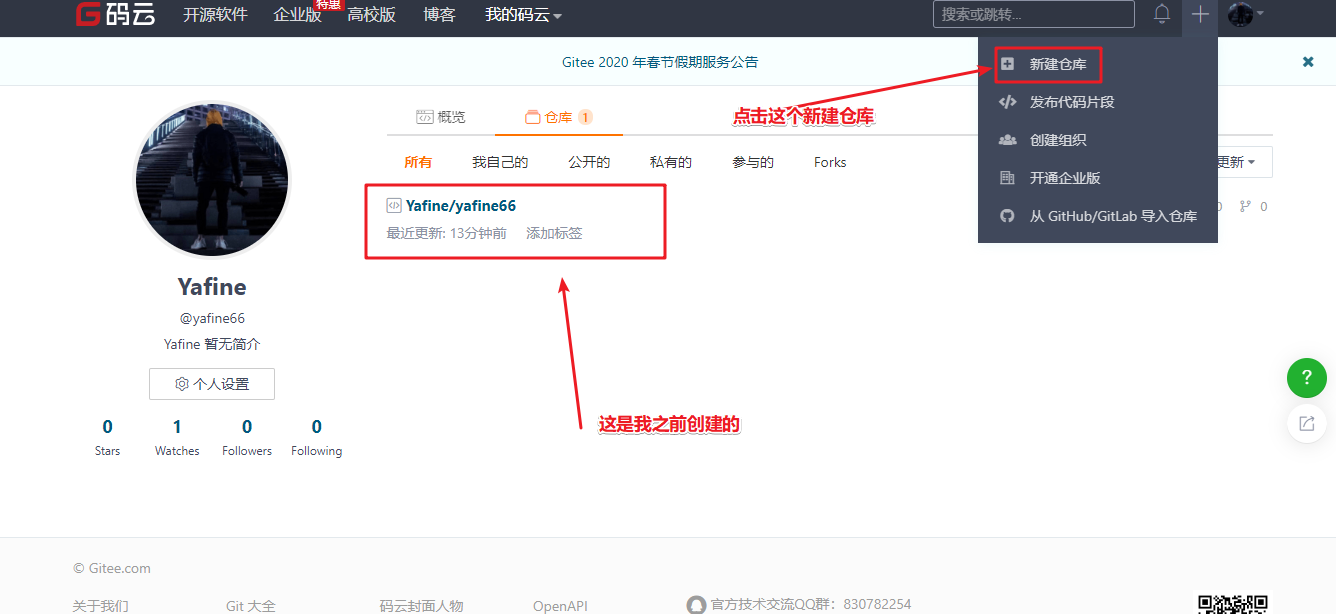 G 码云 开源软件 企业版 特惠 高校版 博客 我的码云 搜索或跳转...
Gitee 2020 年春节假期服务公告
新建仓库
发布代码片段
创建组织
开通企业版
从 GitHub/GitLab 导入仓库
概览 仓库 1
点击这个新建仓库
所有 我自己的 公开的 私有的 参与的 Forks 更新
Yafine/yafine66
0 0
最近更新: 13分钟前 添加标签
Yafine
@yafine66
Yafine 暂无简介
个人设置
0 1 0 0
Stars Watches Followers Following
这是我之前创建的
?
© Gitee.com
关于我们 Git 大全 码云封面人物 OpenAPI 官方技术交流QQ群：830782254